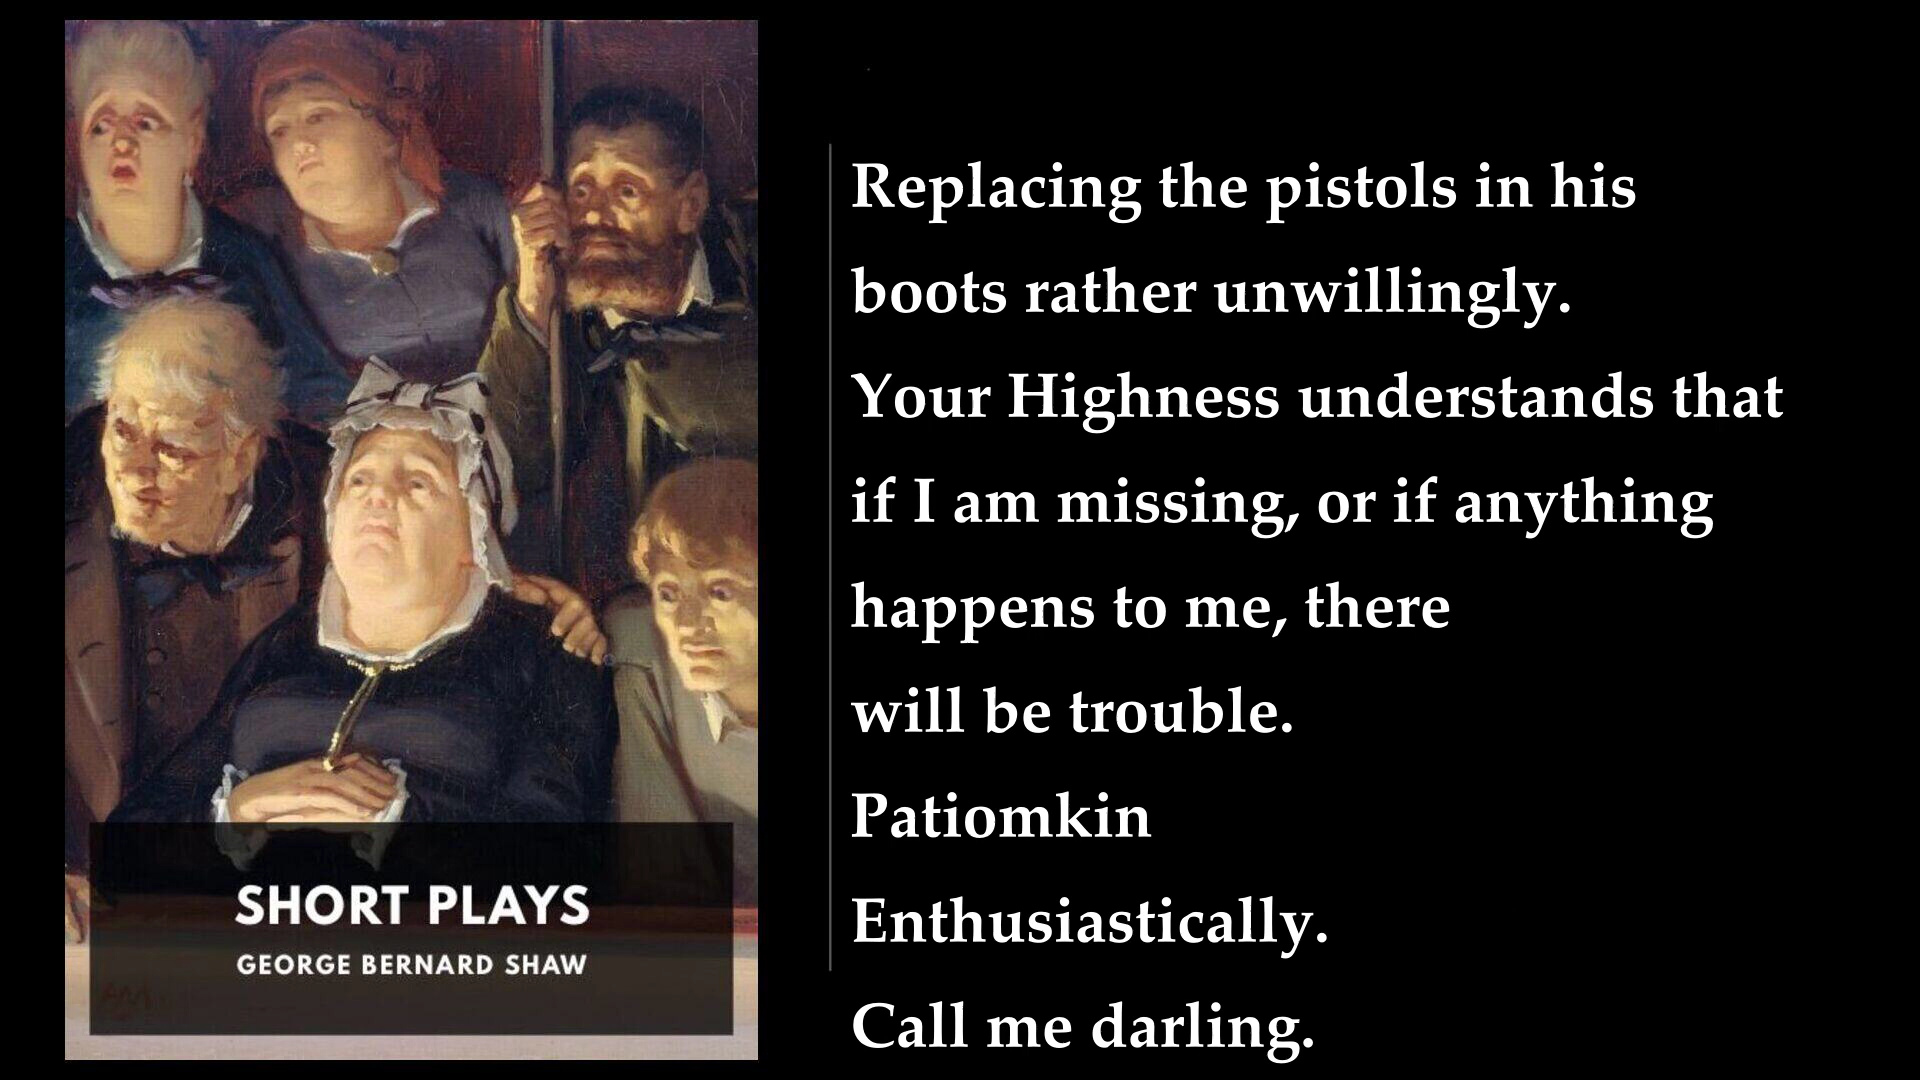 SHORT PLAYS
GEORGE BERNARD SHAW
Replacing the pistols in his
boots rather unwillingly.
Your Highness understands that
if I am missing, or if anything
happens to me, there
will be trouble.
Patiomkin
Enthusiastically.
Call me darling.